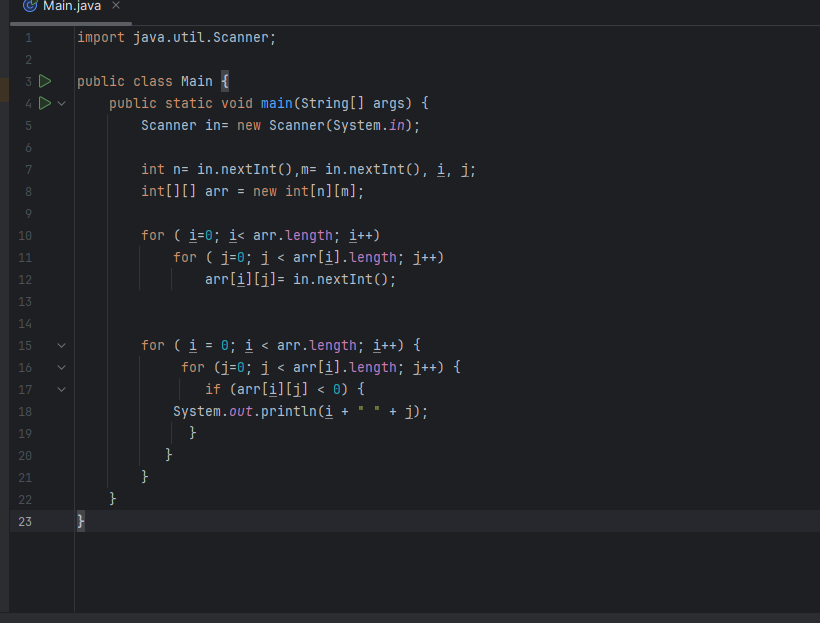 Main.java
1 import java.util.Scanner;
2
3 public class Main {
4 public static void main(String[] args) {
5 Scanner in= new Scanner(System.in);
6
7 int n= in.nextInt(),m= in.nextInt(), i, j;
8 int[][] arr = new int[n][m];
9
10 for ( i=0; i< arr.length; i++)
11 for ( j=0; j < arr[i].length; j++)
12 arr[i][j]= in.nextInt();
13
14
15 for ( i = 0; i < arr.length; i++) {
16 for (j=0; j < arr[i].length; j++) {
17 if (arr[i][j] < 0) {
18 System.out.println(i + " " + j);
19 }
20 }
21 }
22 }
23 }